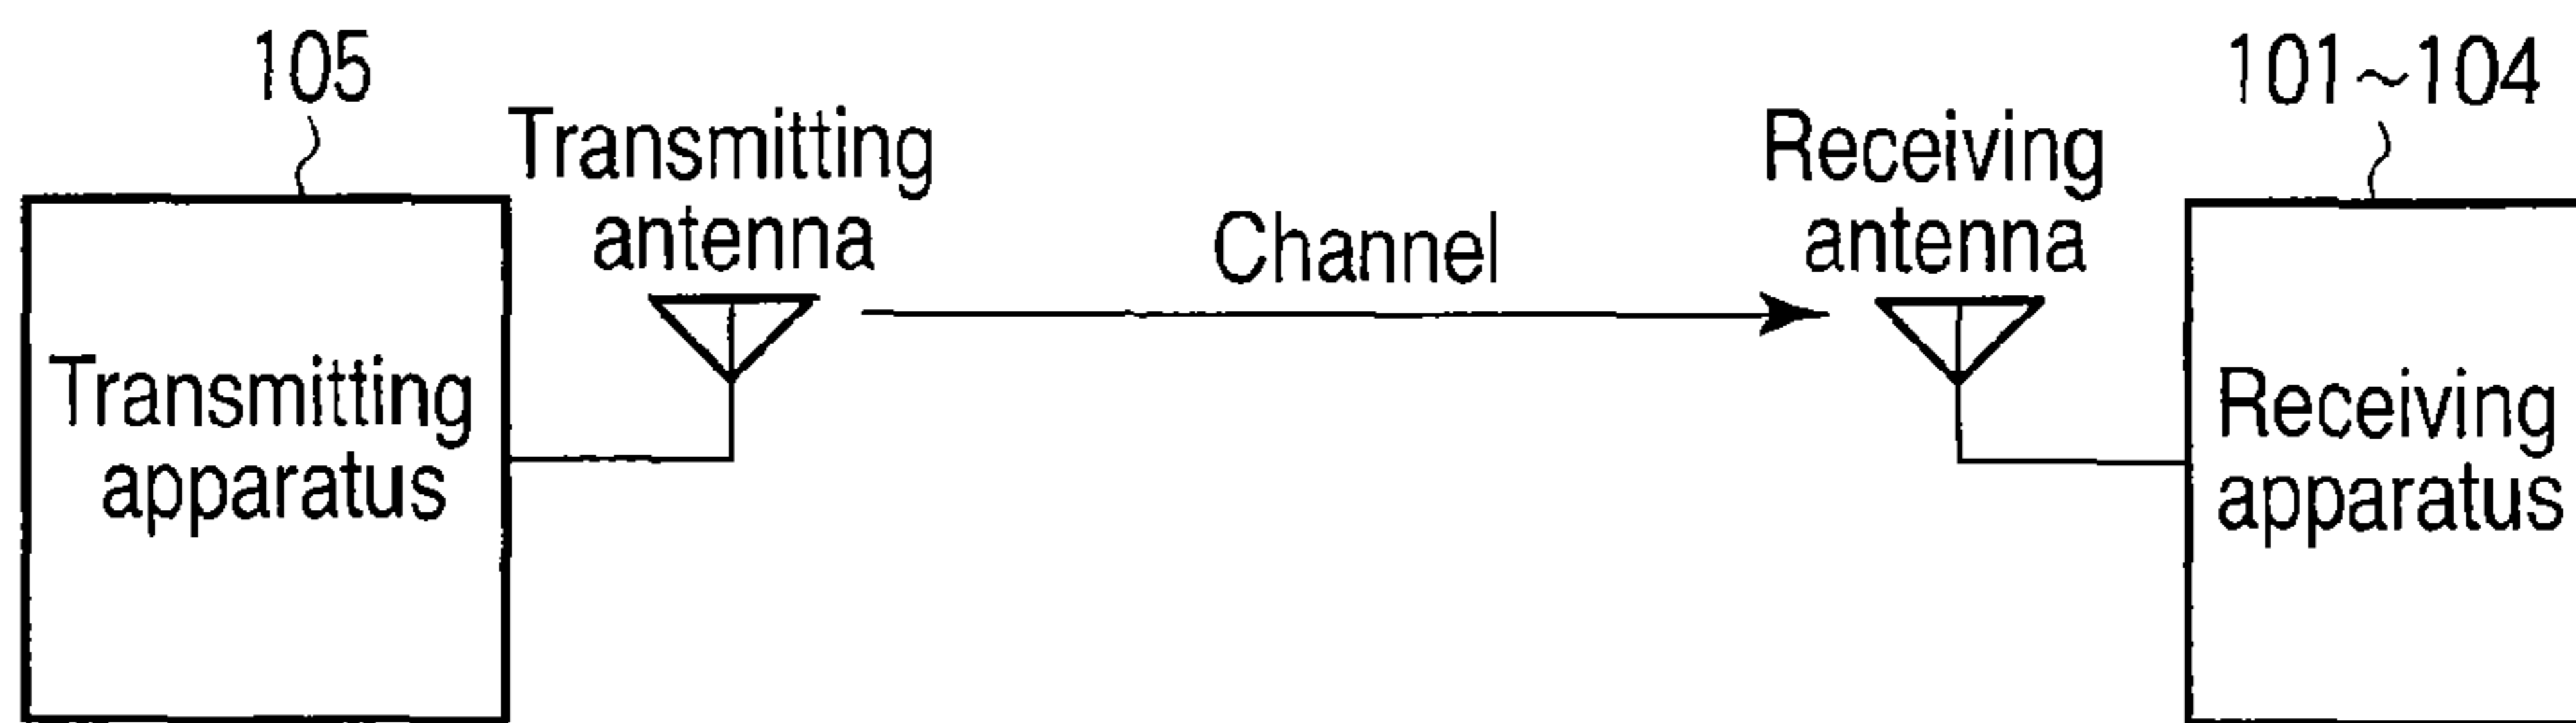 105
Transmitting
antenna
Transmitting
apparatus
Channel
101~104
Receiving
antenna
Receiving
apparatus